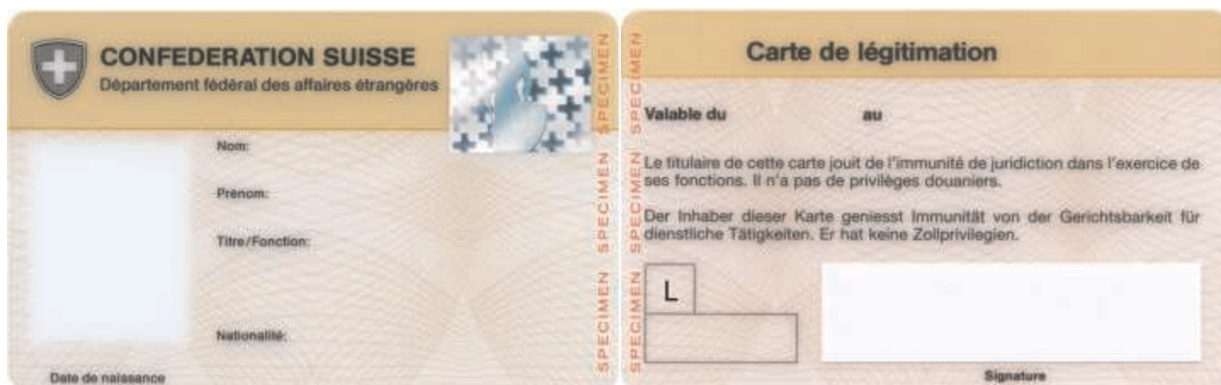 CONFEDERATION SUISSE
Département fédéral des affaires étrangères
Nom:
Prénom:
Titre/Fonction:
Nationalité:
Date de naissance
SPECIMEN
SPECIMEN
SPECIMEN
SPECIMEN
SPECIMEN
SPECIMEN
Carte de légitimation
Valable du au
Le titulaire de cette carte jouit de l'immunité de juridiction dans l'exercice de
ses fonctions. Il n'a pas de privilèges douaniers.
Der Inhaber dieser Karte geniesst Immunität von der Gerichtsbarkeit für
dienstliche Tätigkeiten. Er hat keine Zollprivilegien.
L
Signature